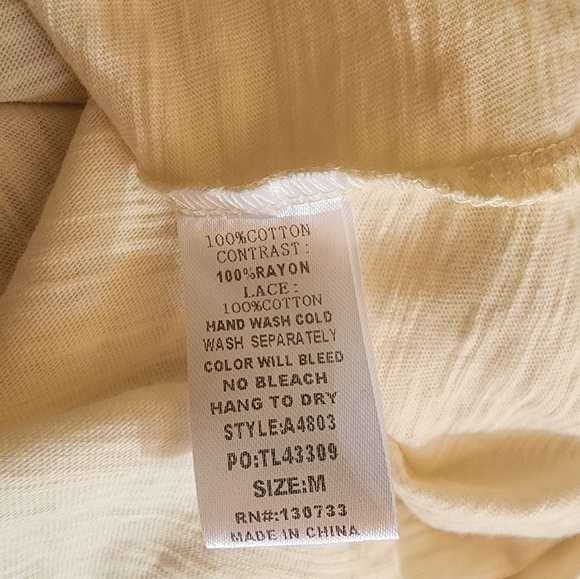 100%COTTON
CONTRAST:
100%RAYON
LACE:
100%COTTON
HAND WASH COLD
WASH SEPARATELY
COLOR WILL BLEED
NO BLEACH
HANG TO DRY
STYLE:A4803
PO:TL43309
SIZE:M
RN#:130733
MADE IN CHINA